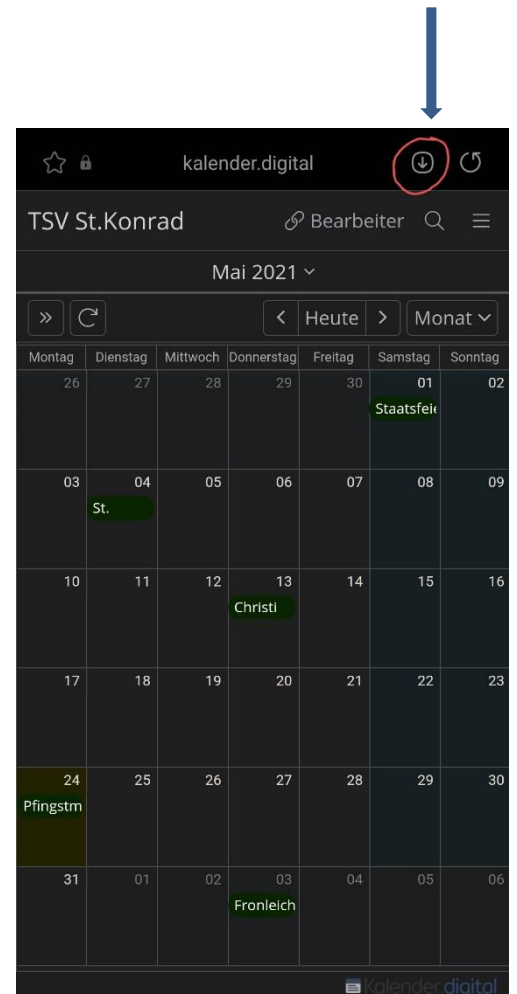 kalender.digital
TSV St.Konrad Bearbeiter
Mai 2021
Heute Monat
Montag Dienstag Mittwoch Donnerstag Freitag Samstag Sonntag
26 27 28 29 30 01 02
Staatsfeie
03 04 05 06 07 08 09
St.
10 11 12 13 14 15 16
Christi
17 18 19 20 21 22 23
24 25 26 27 28 29 30
Pfingstm
31 01 02 03 04 05 06
Fronleich
Kalender.digital